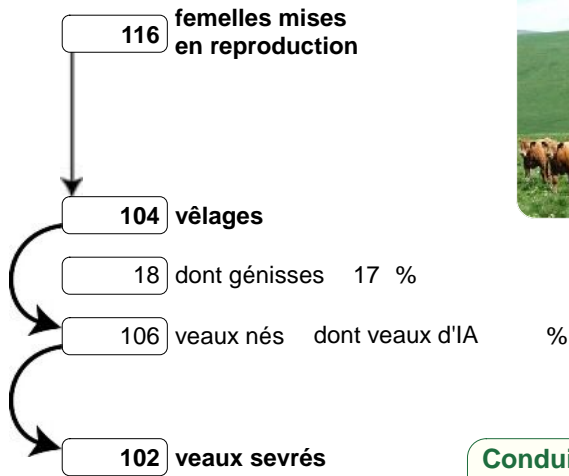 116 femelles mises
en reproduction
104 vêlages
18 dont génisses 17 %
106 veaux nés dont veaux d'IA %
102 veaux sevrés
Condui